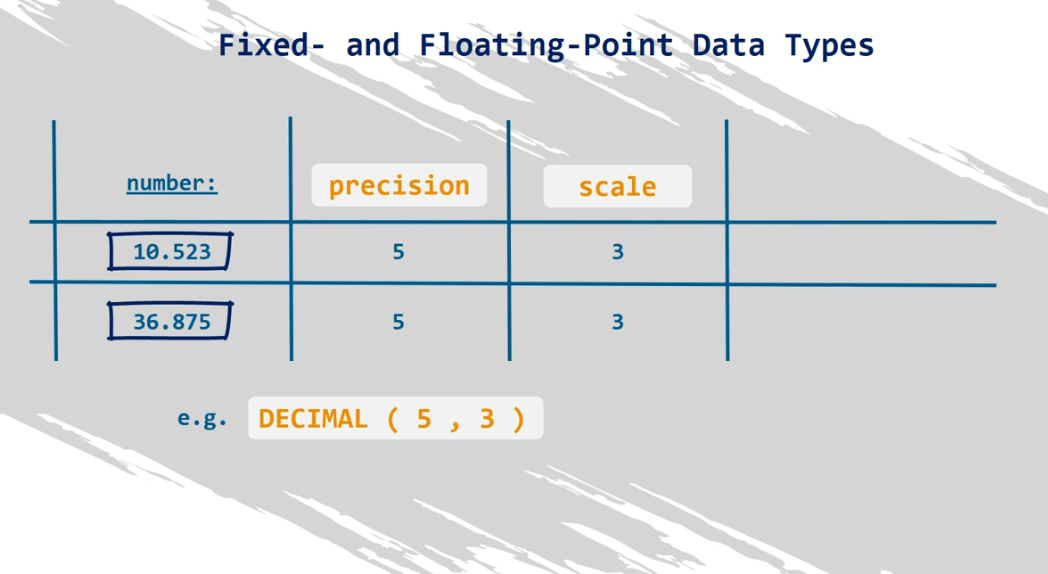 Fixed- and Floating-Point Data Types
number: precision scale
10.523 5 3
36.875 5 3
e.g. DECIMAL ( 5 , 3 )